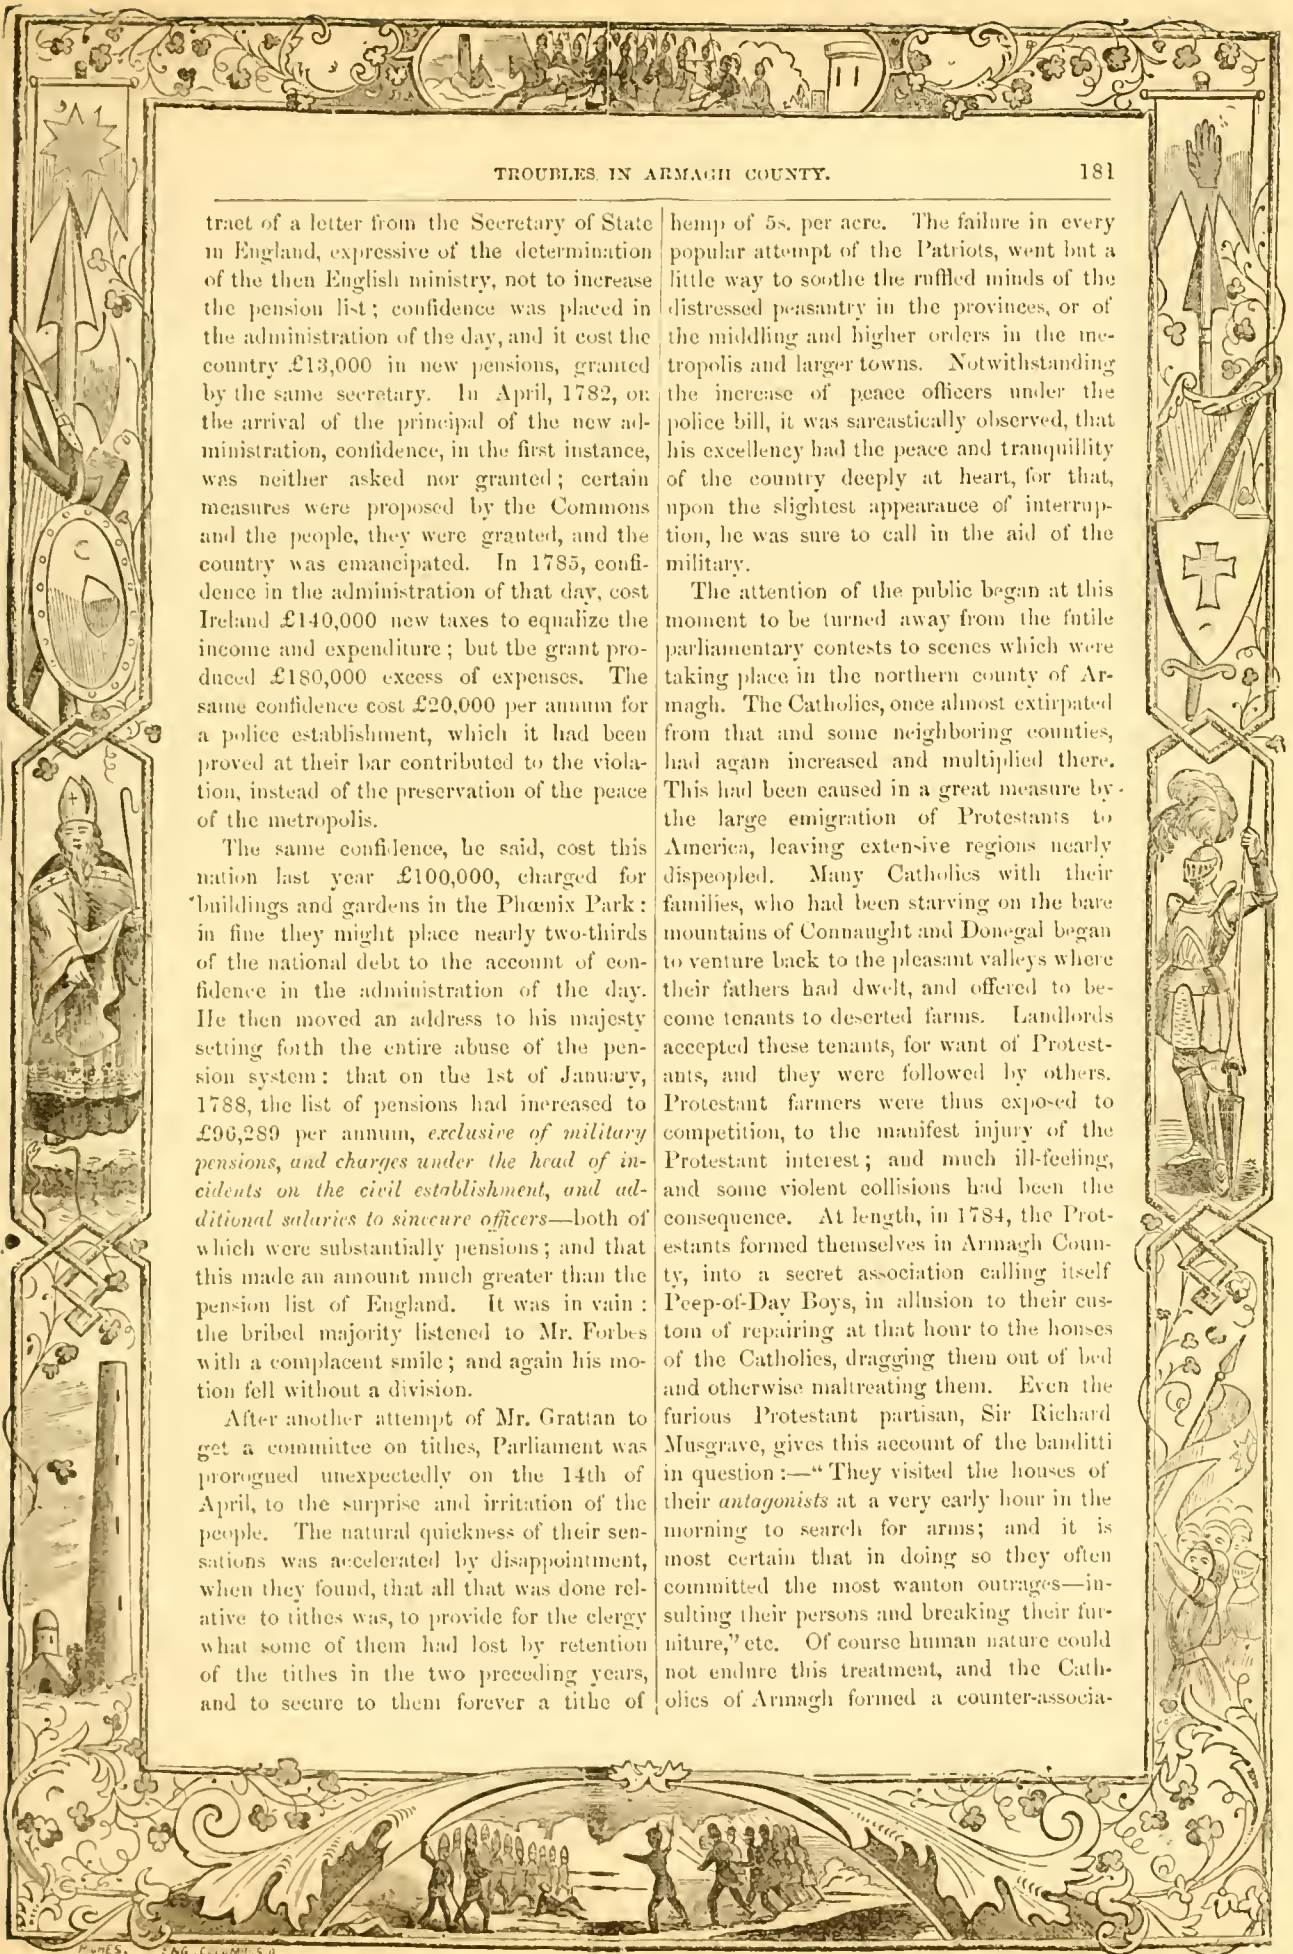 TROUBLES IN ARMAGH COUNTY. 181
tract of a letter from the Secretary of State
in England, expressive of the determination
of the then English ministry, not to increase
the pension list; confidence was placed in
the administration of the day, and it cost the
country £13,000 in new pensions, granted
by the same secretary. In April, 1782, on
the arrival of the principal of the new ad-
ministration, confidence, in the first instance,
was neither asked nor granted; certain
measures were proposed by the Commons
and the people, they were granted, and the
country was emancipated. In 1785, confi-
dence in the administration of that day, cost
Ireland £140,000 new taxes to equalize the
income and expenditure; but the grant pro-
duced £180,000 excess of expenses. The
same confidence cost £20,000 per annum for
a police establishment, which it had been
proved at their bar contributed to the viola-
tion, instead of the preservation of the peace
of the metropolis.
The same confidence, he said, cost this
nation last year £100,000, charged for
buildings and gardens in the Phœnix Park:
in fine they might place nearly two-thirds
of the national debt to the account of con-
fidence in the administration of the day.
He then moved an address to his majesty
setting forth the entire abuse of the pen-
sion system: that on the 1st of January,
1788, the list of pensions had increased to
£96,289 per annum, exclusive of military
pensions, and charges under the head of in-
cidents on the civil establishment, and ad-
ditional salaries to sinecure officers—both of
which were substantially pensions; and that
this made an amount much greater than the
pension list of England. It was in vain:
the bribed majority listened to Mr. Forbes
with a complacent smile; and again his mo-
tion fell without a division.
After another attempt of Mr. Grattan to
get a committee on tithes, Parliament was
prorogued unexpectedly on the 14th of
April, to the surprise and irritation of the
people. The natural quickness of their sen-
sations was accelerated by disappointment,
when they found, that all that was done rel-
ative to tithes was, to provide for the clergy
what some of them had lost by retention
of the tithes in the two preceding years,
and to secure to them forever a tithe of
hemp of 5s. per acre. The failure in every
popular attempt of the Patriots, went but a
little way to soothe the ruffled minds of the
distressed peasantry in the provinces, or of
the middling and higher orders in the me-
tropolis and larger towns. Notwithstanding
the increase of peace officers under the
police bill, it was sarcastically observed, that
his excellency had the peace and tranquillity
of the country deeply at heart, for that,
upon the slightest appearance of interrup-
tion, he was sure to call in the aid of the
military.
The attention of the public began at this
moment to be turned away from the futile
parliamentary contests to scenes which were
taking place in the northern county of Ar-
magh. The Catholics, once almost extirpated
from that and some neighboring counties,
had again increased and multiplied there.
This had been caused in a great measure by
the large emigration of Protestants to
America, leaving extensive regions nearly
dispeopled. Many Catholics with their
families, who had been starving on the bare
mountains of Connaught and Donegal began
to venture back to the pleasant valleys where
their fathers had dwelt, and offered to be-
come tenants to deserted farms. Landlords
accepted these tenants, for want of Protest-
ants, and they were followed by others.
Protestant farmers were thus exposed to
competition, to the manifest injury of the
Protestant interest; and much ill-feeling,
and some violent collisions had been the
consequence. At length, in 1784, the Prot-
estants formed themselves in Armagh Coun-
ty, into a secret association calling itself
Peep-of-Day Boys, in allusion to their cus-
tom of repairing at that hour to the houses
of the Catholics, dragging them out of bed
and otherwise maltreating them. Even the
furious Protestant partisan, Sir Richard
Musgrave, gives this account of the banditti
in question:—“They visited the houses of
their antagonists at a very early hour in the
morning to search for arms; and it is
most certain that in doing so they often
committed the most wanton outrages—in-
sulting their persons and breaking their fur-
niture,” etc. Of course human nature could
not endure this treatment, and the Cath-
olics of Armagh formed a counter-associa-